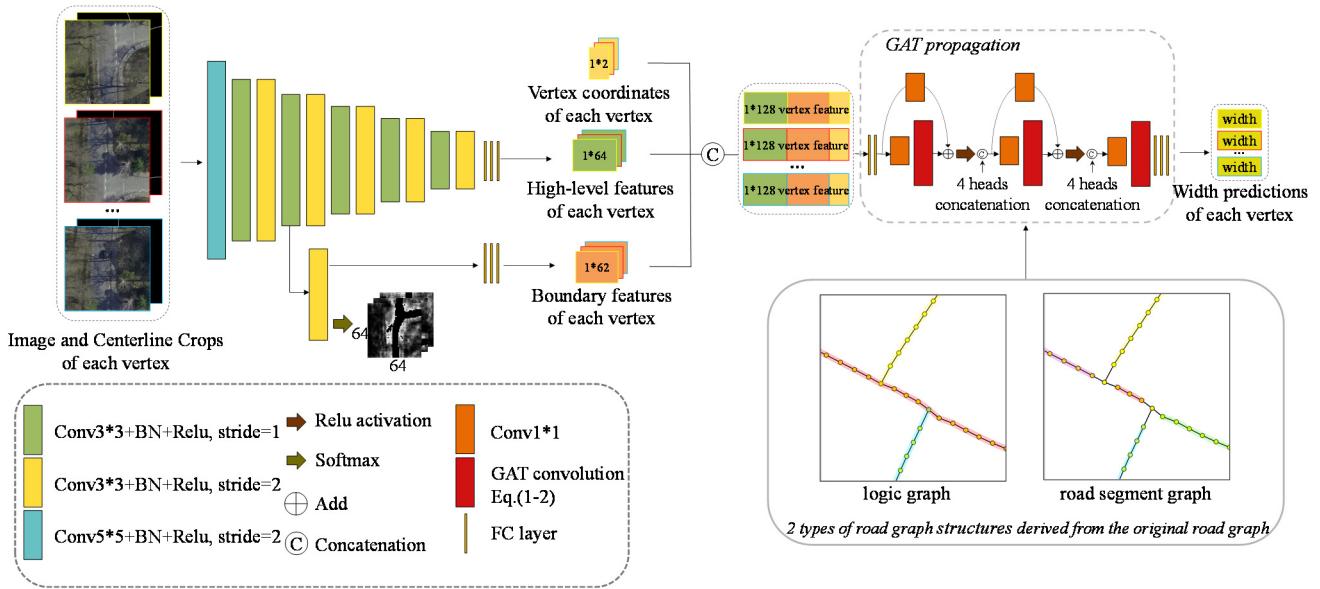 Image and Centerline Crops
of each vertex
...
1*2
Vertex coordinates
of each vertex
1*64
High-level features
of each vertex
1*62
Boundary features
of each vertex
64
64
C
1*128 vertex feature
1*128 vertex feature
...
1*128 vertex feature
GAT propagation
C
4 heads
concatenation
C
4 heads
concatenation
width
width
...
width
Width predictions
of each vertex
logic graph
road segment graph
2 types of road graph structures derived from the original road graph
Conv3*3+BN+Relu, stride=1
Conv3*3+BN+Relu, stride=2
Conv5*5+BN+Relu, stride=2
Relu activation
Softmax
Add
C Concatenation
Conv1*1
GAT convolution
Eq.(1-2)
FC layer